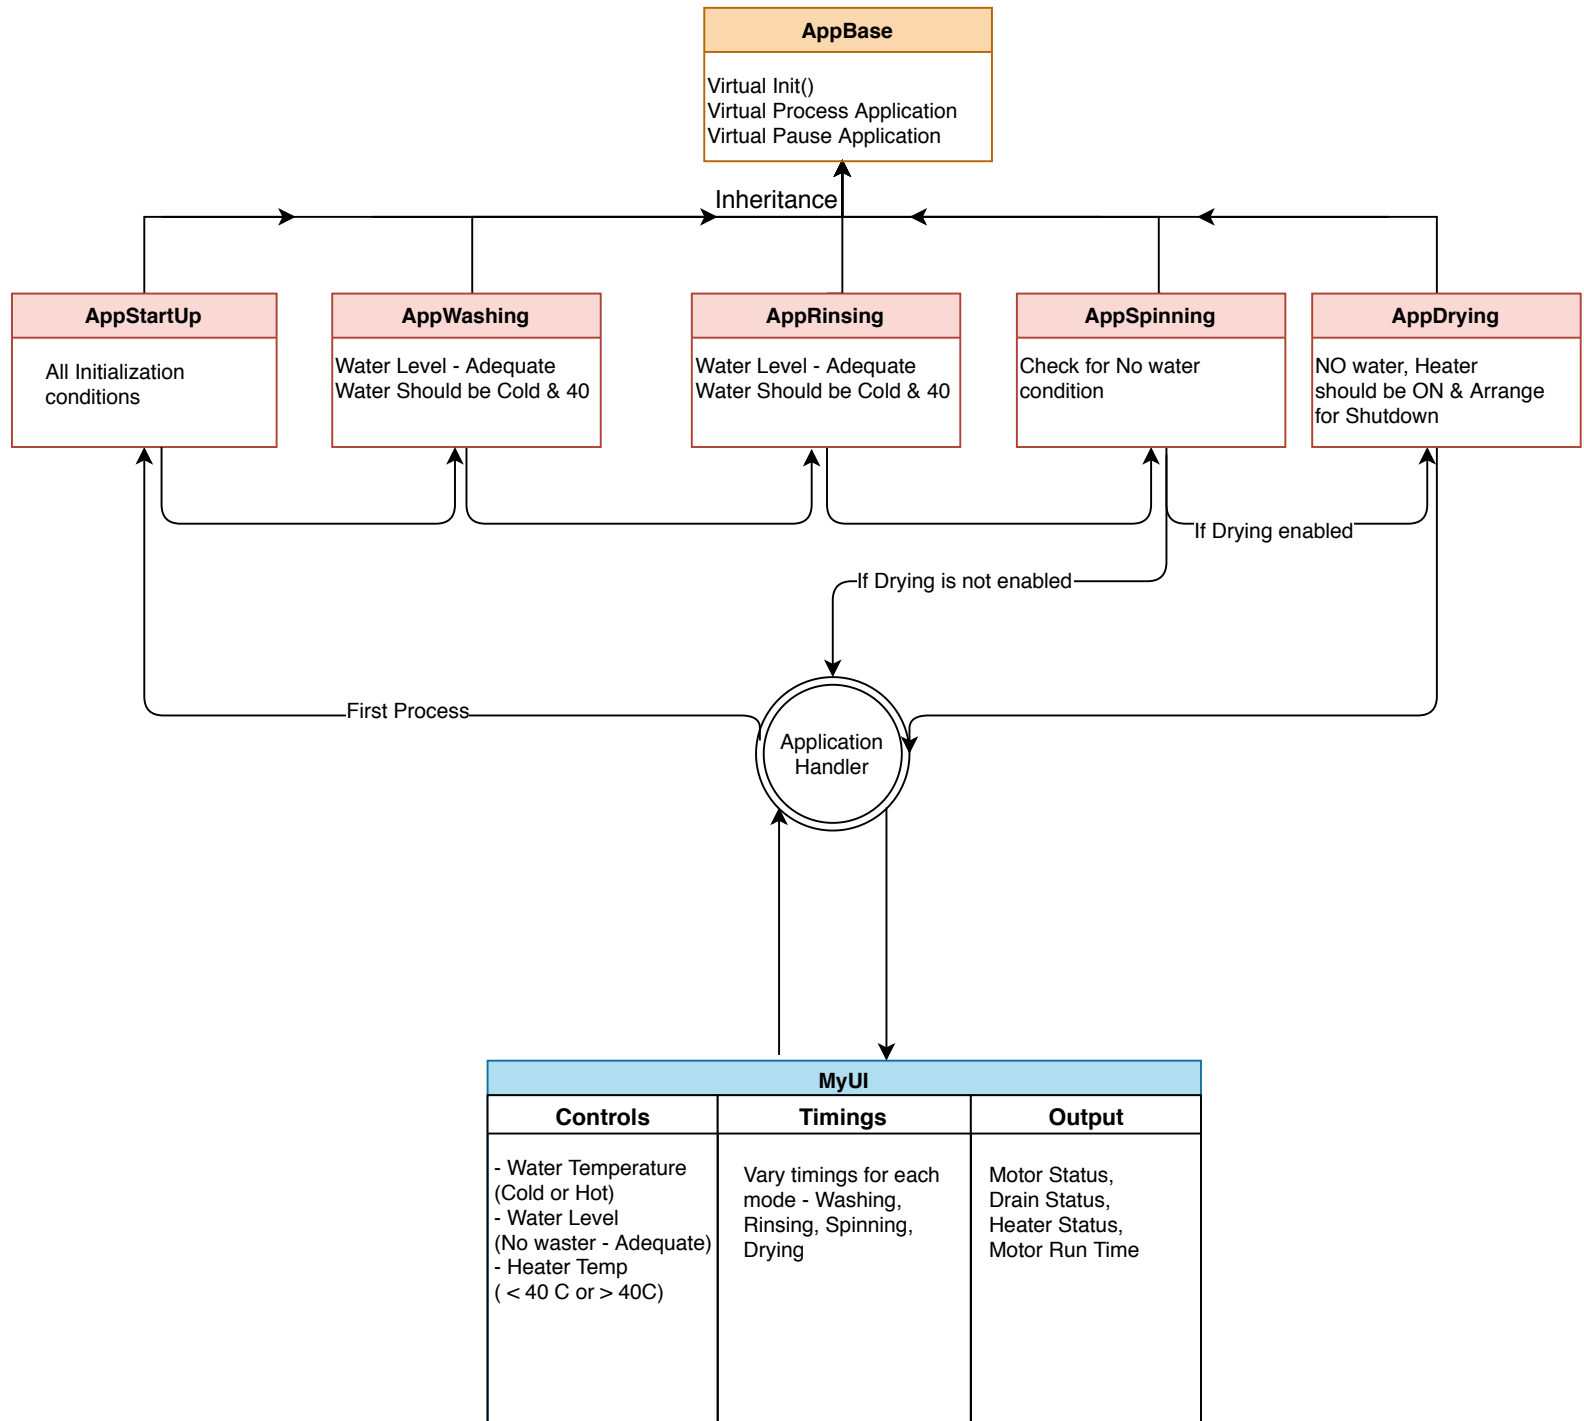 AppBase
Virtual Init()
Virtual Process Application
Virtual Pause Application
Inheritance
AppStartUp
All Initialization
conditions
AppWashing
Water Level - Adequate
Water Should be Cold & 40
AppRinsing
Water Level - Adequate
Water Should be Cold & 40
AppSpinning
Check for No water
condition
AppDrying
NO water, Heater
should be ON & Arrange
for Shutdown
If Drying enabled
If Drying is not enabled
First Process
Application
Handler
MyUI
Controls
- Water Temperature
(Cold or Hot)
- Water Level
(No waster - Adequate)
- Heater Temp
( < 40 C or > 40C)
Timings
Vary timings for each
mode - Washing,
Rinsing, Spinning,
Drying
Output
Motor Status,
Drain Status,
Heater Status,
Motor Run Time